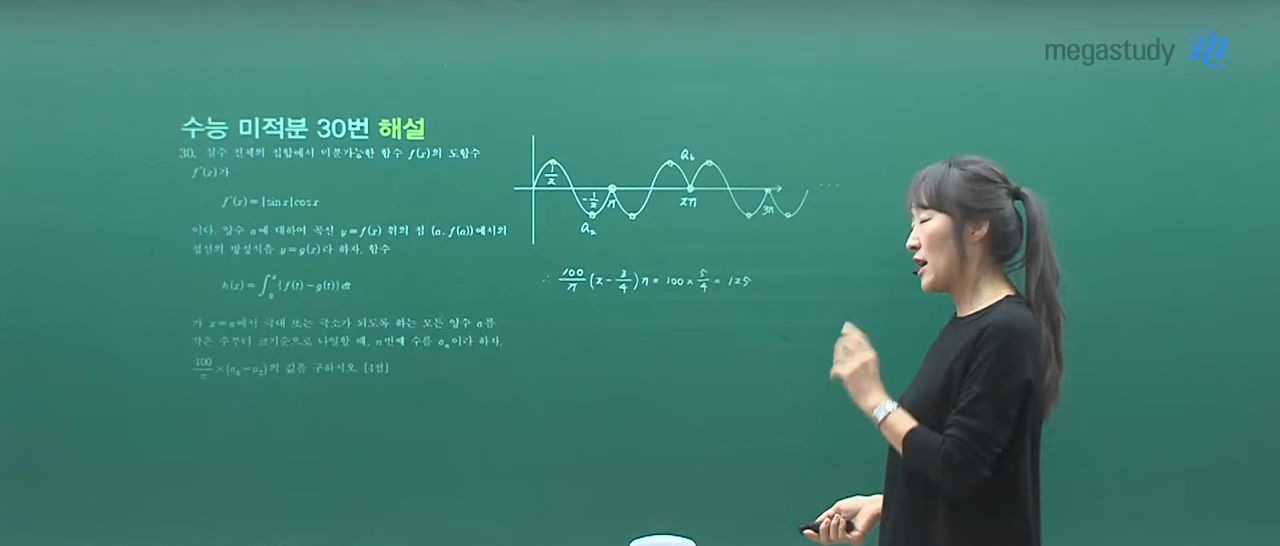 megastudy M
수능 미적분 30번 해설
30. 실수 전체의 집합에서 미분가능한 함수 f(x)의 도함수
f'(x)가
f'(x)=|sin x|cos x
이다. 양수 a에 대하여 곡선 y=f(x) 위의 점 (a, f(a))에서의
접선의 방정식을 y=g(x)라 하자. 함수
h(x)=∫₀ˣ{f(t)-g(t)}dt
가 x=a에서 극대 또는 극소가 되도록 하는 모든 양수 a를
작은 수부터 크기순으로 나열할 때, n번째 수를 aₙ이라 하자.
100/π×(a₆-a₂)의 값을 구하시오. [4점]
1/2
-1/2
π
a₂
a₆
2π
3π
...
∴ 100/π (2-3/4)π = 100×5/4 = 125